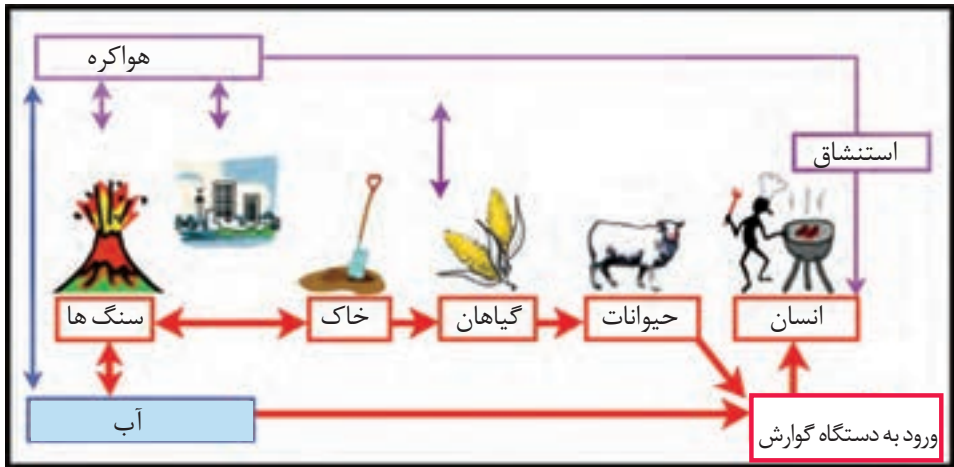 هواکره
استنشاق
سنگ ها
خاک
گیاهان
حیوانات
انسان
آب
ورود به دستگاه گوارش